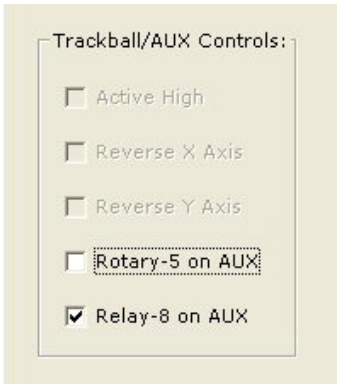 Trackball/AUX Controls:
Active High
Reverse X Axis
Reverse Y Axis
Rotary-5 on AUX
Relay-8 on AUX